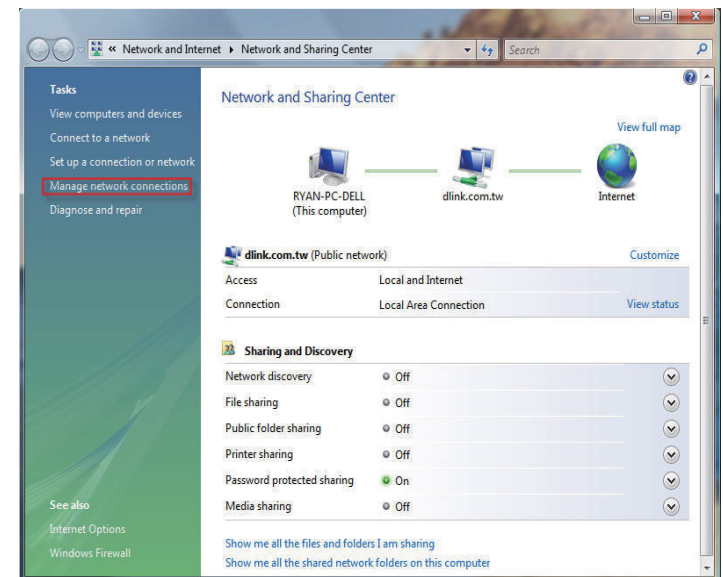 « Network and Internet ▸ Network and Sharing Center
Search
Tasks
View computers and devices
Connect to a network
Set up a connection or network
Manage network connections
Diagnose and repair
See also
Internet Options
Windows Firewall
Network and Sharing Center
View full map
RYAN-PC-DELL
(This computer)
dlink.com.tw
Internet
dlink.com.tw (Public network) Customize
Access Local and Internet
Connection Local Area Connection View status
Sharing and Discovery
Network discovery Off
File sharing Off
Public folder sharing Off
Printer sharing Off
Password protected sharing On
Media sharing Off
Show me all the files and folders I am sharing
Show me all the shared network folders on this computer